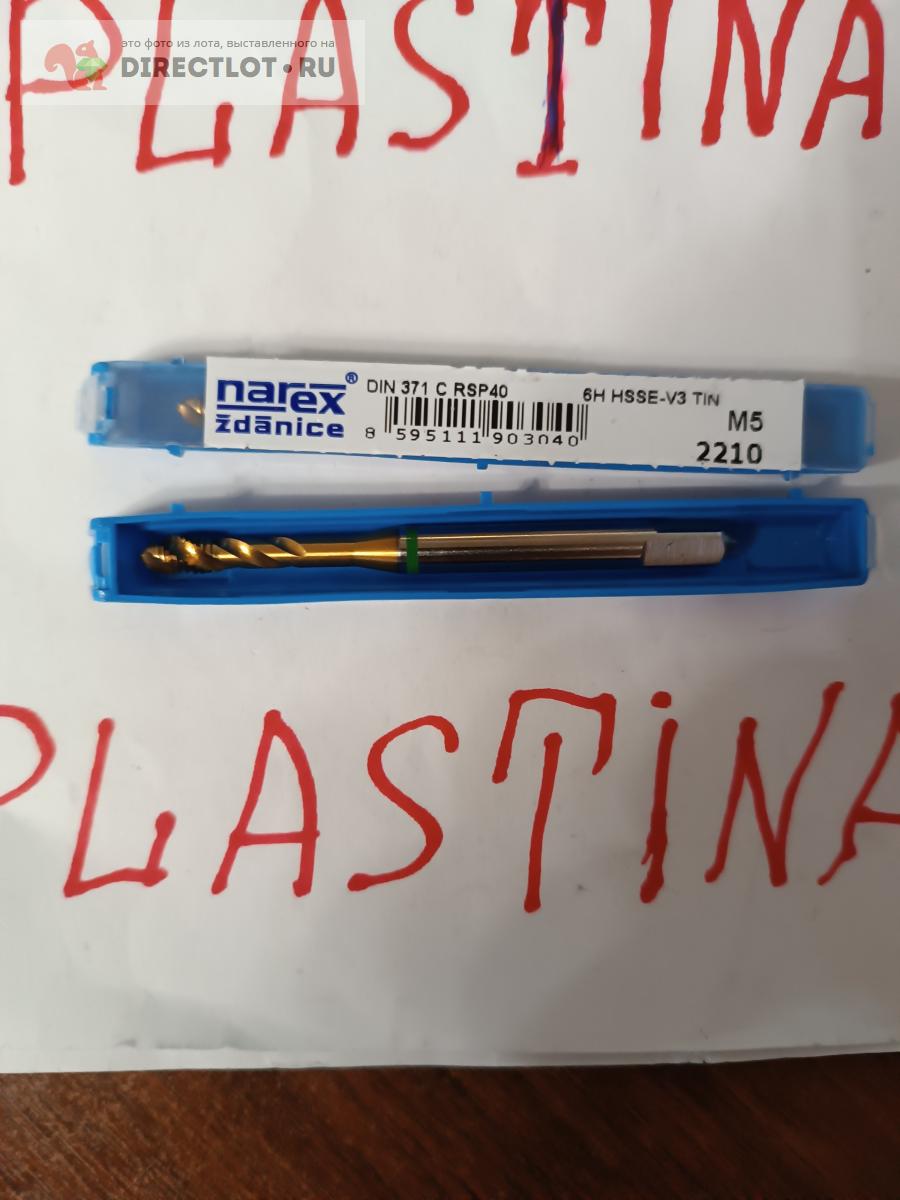 PLASTINA
это фото из лота, выставленного на
DIRECTLOT•RU
narex®
ždánice
DIN 371 C RSP40
6H HSSE-V3 TIN
8 595111 903040
M5
2210
PLASTINA